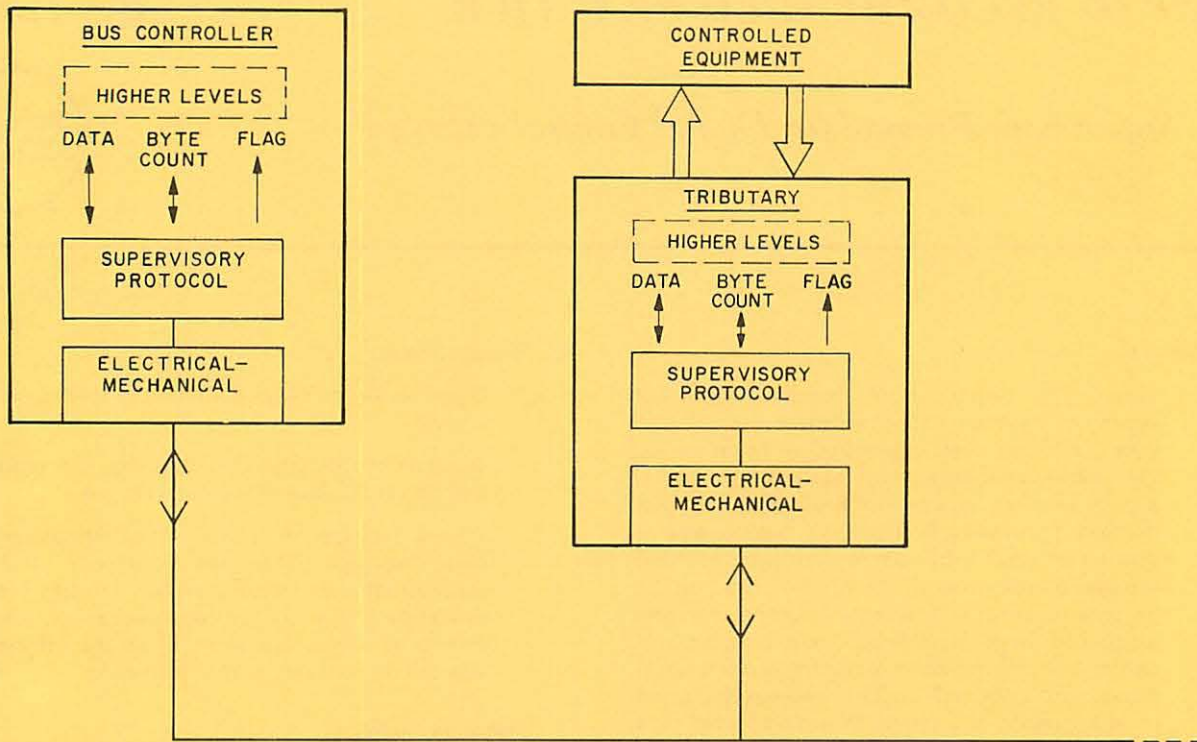 BUS CONTROLLER
HIGHER LEVELS
DATA BYTE COUNT FLAG
SUPERVISORY
PROTOCOL
ELECTRICAL–
MECHANICAL
CONTROLLED
EQUIPMENT
TRIBUTARY
HIGHER LEVELS
DATA BYTE COUNT FLAG
SUPERVISORY
PROTOCOL
ELECTRICAL–
MECHANICAL